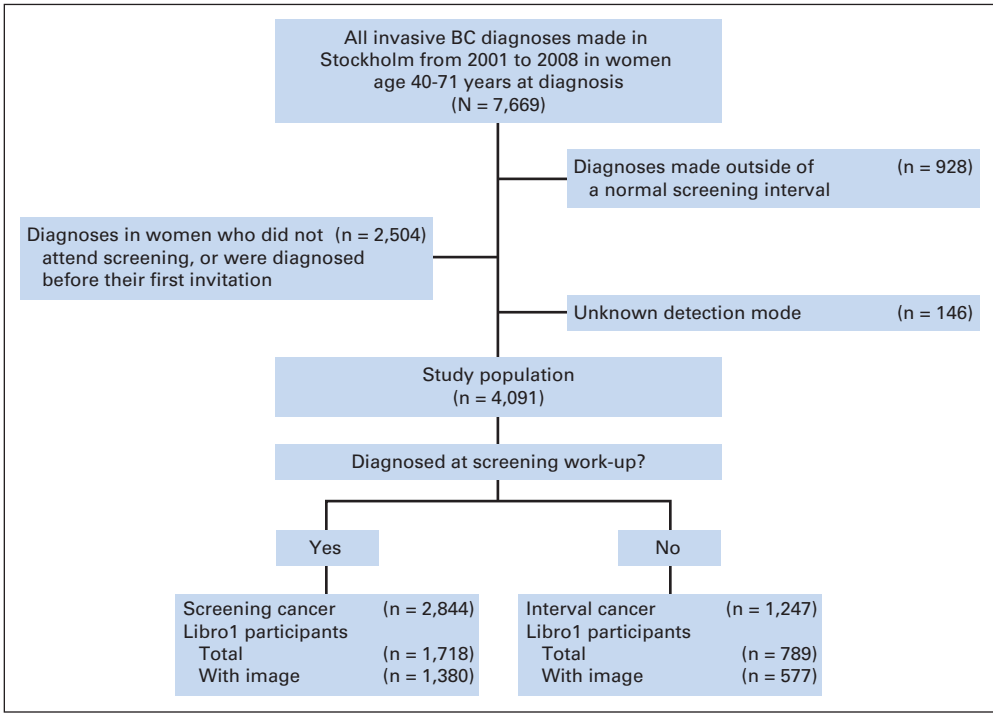 All invasive BC diagnoses made in
Stockholm from 2001 to 2008 in women
age 40-71 years at diagnosis
(N = 7,669)
Diagnoses made outside of (n = 928)
a normal screening interval
Diagnoses in women who did not (n = 2,504)
attend screening, or were diagnosed
before their first invitation
Unknown detection mode (n = 146)
Study population
(n = 4,091)
Diagnosed at screening work-up?
Yes
No
Screening cancer (n = 2,844)
Libro1 participants
Total (n = 1,718)
With image (n = 1,380)
Interval cancer (n = 1,247)
Libro1 participants
Total (n = 789)
With image (n = 577)